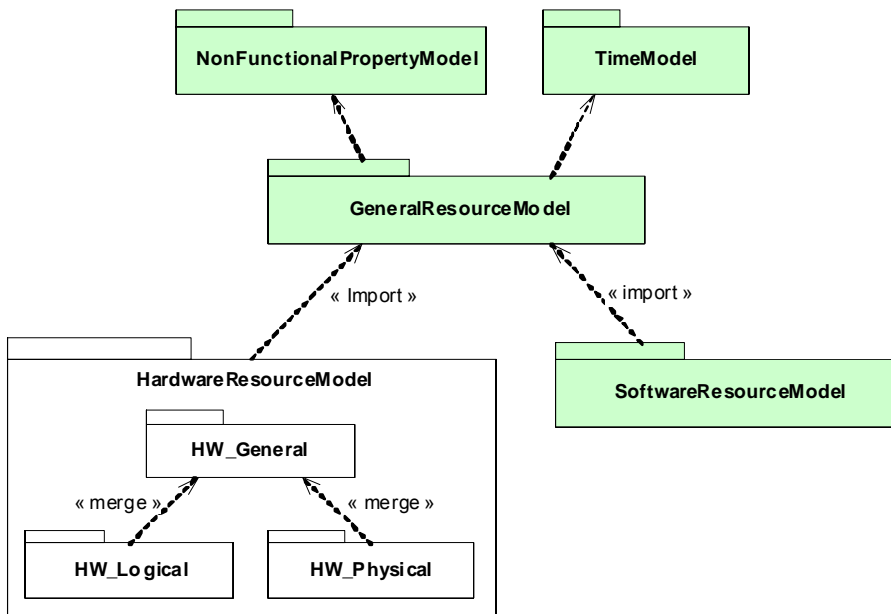 NonFunctionalPropertyModel
TimeModel
GeneralResourceModel
« Import »
« import »
HardwareResourceModel
SoftwareResourceModel
HW_General
« merge »
« merge »
HW_Logical
HW_Physical